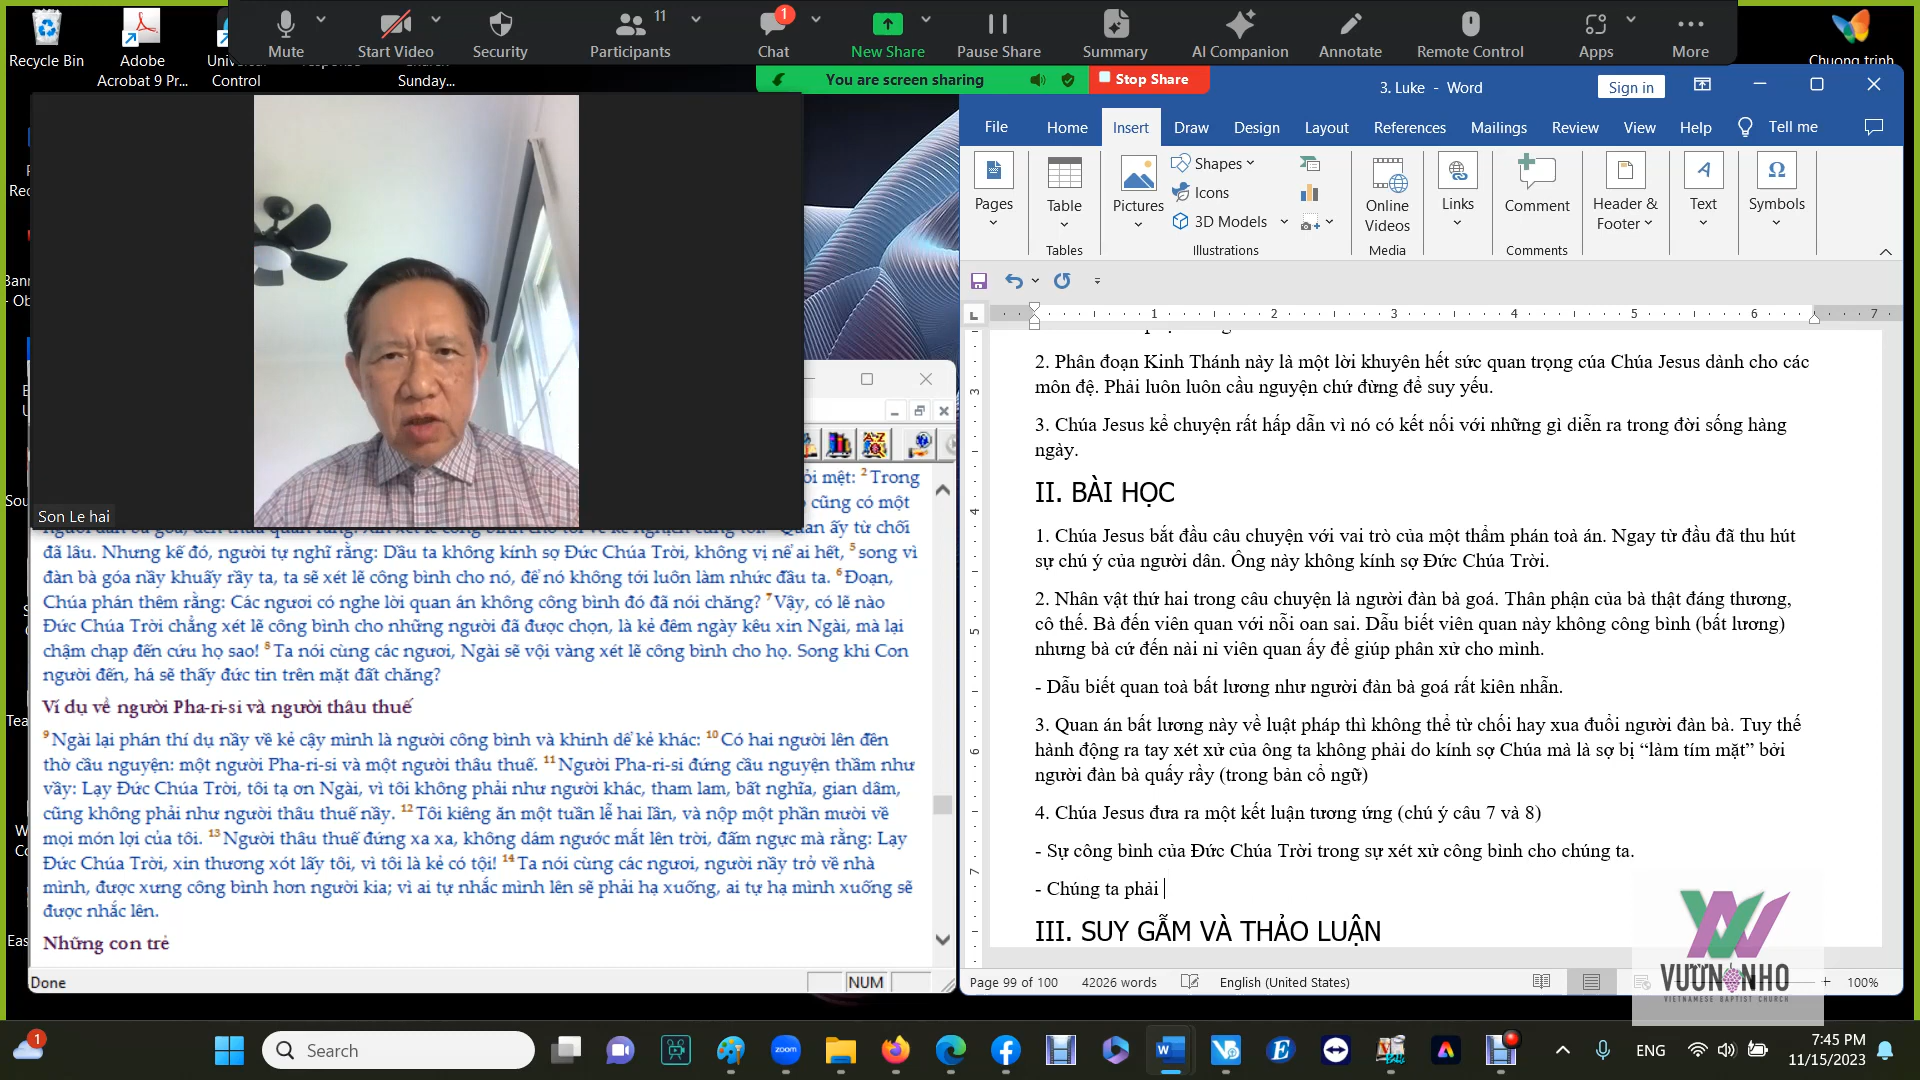 Mute
Start Video
Security
Participants
11
Chat
1
New Share
Pause Share
Summary
AI Companion
Annotate
Remote Control
Apps
More
You are screen sharing
Stop Share
Recycle Bin
Adobe
Acrobat 9 Pr...
Control
Sunday...
Chuong trinh
Son Le hai
3. Luke - Word
Sign in
File
Home
Insert
Draw
Design
Layout
References
Mailings
Review
View
Help
Tell me
Pages
Table
Tables
Pictures
Shapes
Icons
3D Models
Illustrations
Online
Videos
Media
Links
Comment
Comments
Header &
Footer
Text
Symbols
2. Phân đoạn Kinh Thánh này là một lời khuyên hết sức quan trọng của Chúa Jesus dành cho các
môn đệ. Phải luôn luôn cầu nguyện chứ đừng để suy yếu.
3. Chúa Jesus kể chuyện rất hấp dẫn vì nó có kết nối với những gì diễn ra trong đời sống hàng
ngày.
II. BÀI HỌC
1. Chúa Jesus bắt đầu câu chuyện với vai trò của một thẩm phán toà án. Ngay từ đầu đã thu hút
sự chú ý của người dân. Ông này không kính sợ Đức Chúa Trời.
2. Nhân vật thứ hai trong câu chuyện là người đàn bà goá. Thân phận của bà thật đáng thương,
cô thế. Bà đến viên quan với nỗi oan sai. Dẫu biết viên quan này không công bình (bất lương)
nhưng bà cứ đến nài nỉ viên quan ấy để giúp phân xử cho mình.
- Dẫu biết quan toà bất lương như người đàn bà goá rất kiên nhẫn.
3. Quan án bất lương này về luật pháp thì không thể từ chối hay xua đuổi người đàn bà. Tuy thế
hành động ra tay xét xử của ông ta không phải do kính sợ Chúa mà là sợ bị “làm tím mặt” bởi
người đàn bà quấy rầy (trong bản cổ ngữ)
4. Chúa Jesus đưa ra một kết luận tương ứng (chú ý câu 7 và 8)
- Sự công bình của Đức Chúa Trời trong sự xét xử công bình cho chúng ta.
- Chúng ta phải
III. SUY GẪM VÀ THẢO LUẬN
Page 99 of 100
42026 words
English (United States)
100%
mệt: 2 Trong
cũng có một
Quan ấy từ chối
đã lâu. Nhưng kế đó, người tự nghĩ rằng: Dầu ta không kính sợ Đức Chúa Trời, không vị nể ai hết, 5 song vì
đàn bà góa nầy khuấy rầy ta, ta sẽ xét lẽ công bình cho nó, để nó không tới luôn làm nhức đầu ta. 6 Đoạn,
Chúa phán thêm rằng: Các ngươi có nghe lời quan án không công bình đó đã nói chăng? 7 Vậy, có lẽ nào
Đức Chúa Trời chẳng xét lẽ công bình cho những người đã được chọn, là kẻ đêm ngày kêu xin Ngài, mà lại
chậm chạp đến cứu họ sao! 8 Ta nói cùng các ngươi, Ngài sẽ vội vàng xét lẽ công bình cho họ. Song khi Con
người đến, há sẽ thấy đức tin trên mặt đất chăng?
Ví dụ về người Pha-ri-si và người thâu thuế
9 Ngài lại phán thí dụ nầy về kẻ cậy mình là người công bình và khinh dể kẻ khác: 10 Có hai người lên đền
thờ cầu nguyện: một người Pha-ri-si và một người thâu thuế. 11 Người Pha-ri-si đứng cầu nguyện thầm như
vầy: Lạy Đức Chúa Trời, tôi tạ ơn Ngài, vì tôi không phải như người khác, tham lam, bất nghĩa, gian dâm,
cũng không phải như người thâu thuế nầy. 12 Tôi kiêng ăn một tuần lễ hai lần, và nộp một phần mười về
mọi món lợi của tôi. 13 Người thâu thuế đứng xa xa, không dám ngước mắt lên trời, đấm ngực mà rằng: Lạy
Đức Chúa Trời, xin thương xót lấy tôi, vì tôi là kẻ có tội! 14 Ta nói cùng các ngươi, người nầy trở về nhà
mình, được xưng công bình hơn người kia; vì ai tự nhắc mình lên sẽ phải hạ xuống, ai tự hạ mình xuống sẽ
được nhắc lên.
Những con trẻ
Done
NUM
VUON NHO
VIETNAMESE BAPTIST CHURCH
1
Search
zoom
ENG
7:45 PM
11/15/2023